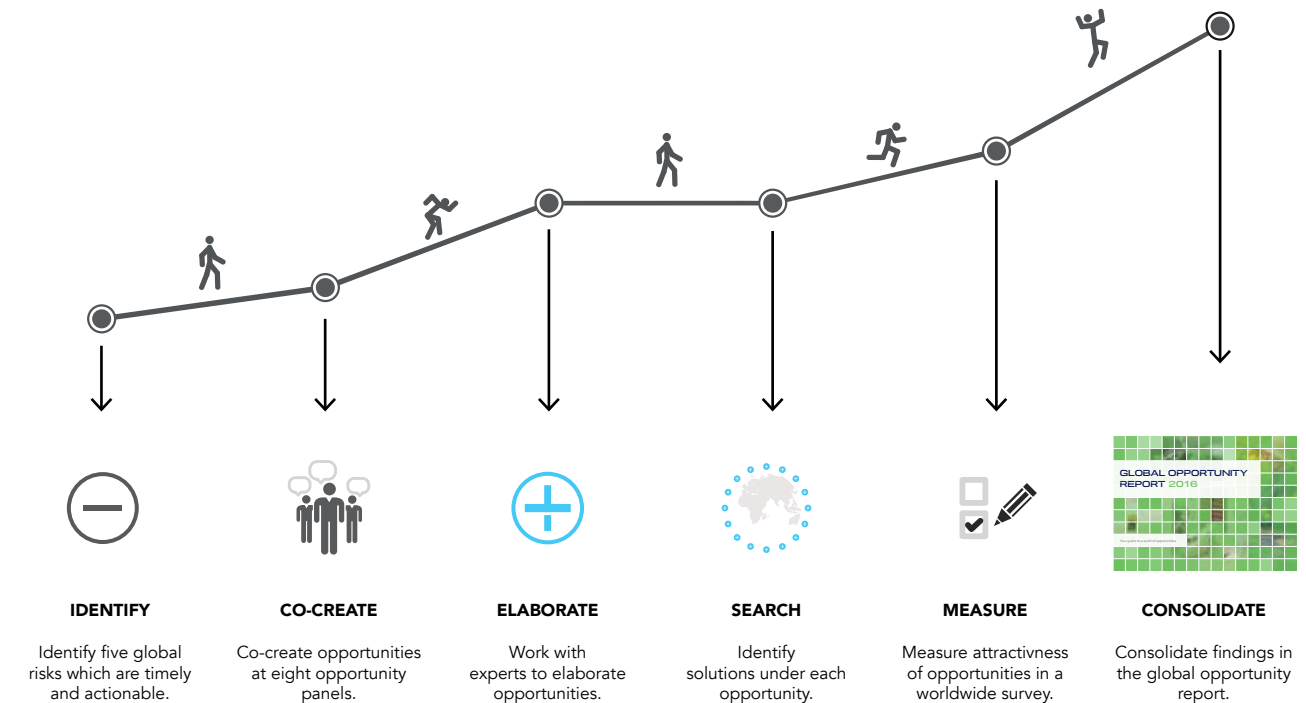 GLOBAL OPPORTUNITY
REPORT 2016
IDENTIFY
Identify five global
risks which are timely
and actionable.
CO-CREATE
Co-create opportunities
at eight opportunity
panels.
ELABORATE
Work with
experts to elaborate
opportunities.
SEARCH
Identify
solutions under each
opportunity.
MEASURE
Measure attractivness
of opportunities in a
worldwide survey.
CONSOLIDATE
Consolidate findings in
the global opportunity
report.